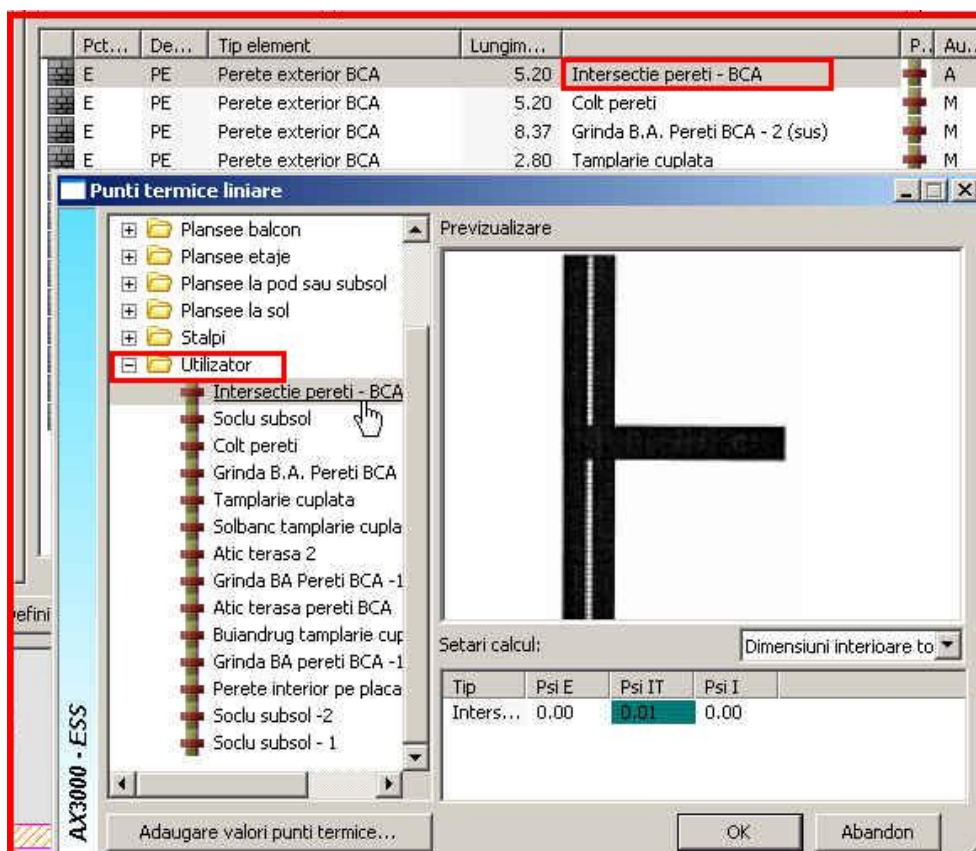 Pct... De... Tip element Lungim... P.. Au..
E PE Perete exterior BCA 5.20 Intersectie pereti - BCA A
E PE Perete exterior BCA 5.20 Colt pereti M
E PE Perete exterior BCA 8.37 Grinda B.A. Pereti BCA - 2 (sus) M
E PE Perete exterior BCA 2.80 Tamplarie cuplata M
Punti termice liniare
Plansee balcon
Plansee etaje
Plansee la pod sau subsol
Plansee la sol
Stalpi
Utilizator
Intersectie pereti - BCA
Soclu subsol
Colt pereti
Grinda B.A. Pereti BCA
Tamplarie cuplata
Solbanc tamplarie cupla
Atic terasa 2
Grinda BA Pereti BCA -1
Atic terasa pereti BCA
Buiandrug tamplarie cup
Grinda BA pereti BCA -1
Perete interior pe placa
Soclu subsol -2
Soclu subsol - 1
Previzualizare
Setari calcul: Dimensiuni interioare to
Tip Psi E Psi IT Psi I
Inters... 0.00 0.01 0.00
Adaugare valori punti termice... OK Abandon
AX3000 - ESS
efini